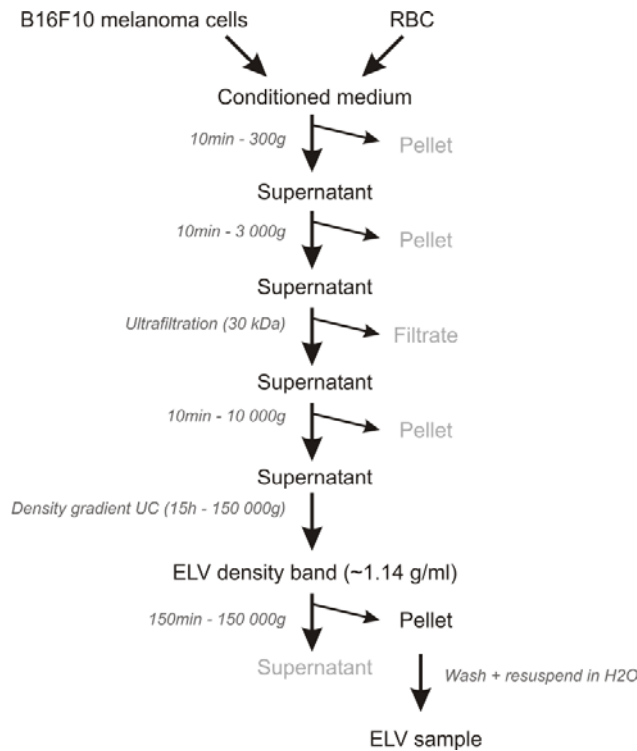 B16F10 melanoma cells RBC
Conditioned medium
10min - 300g
Pellet
Supernatant
10min - 3 000g
Pellet
Supernatant
Ultrafiltration (30 kDa)
Filtrate
Supernatant
10min - 10 000g
Pellet
Supernatant
Density gradient UC (15h - 150 000g)
ELV density band (~1.14 g/ml)
150min - 150 000g
Pellet
Supernatant
Wash + resuspend in H2O
ELV sample